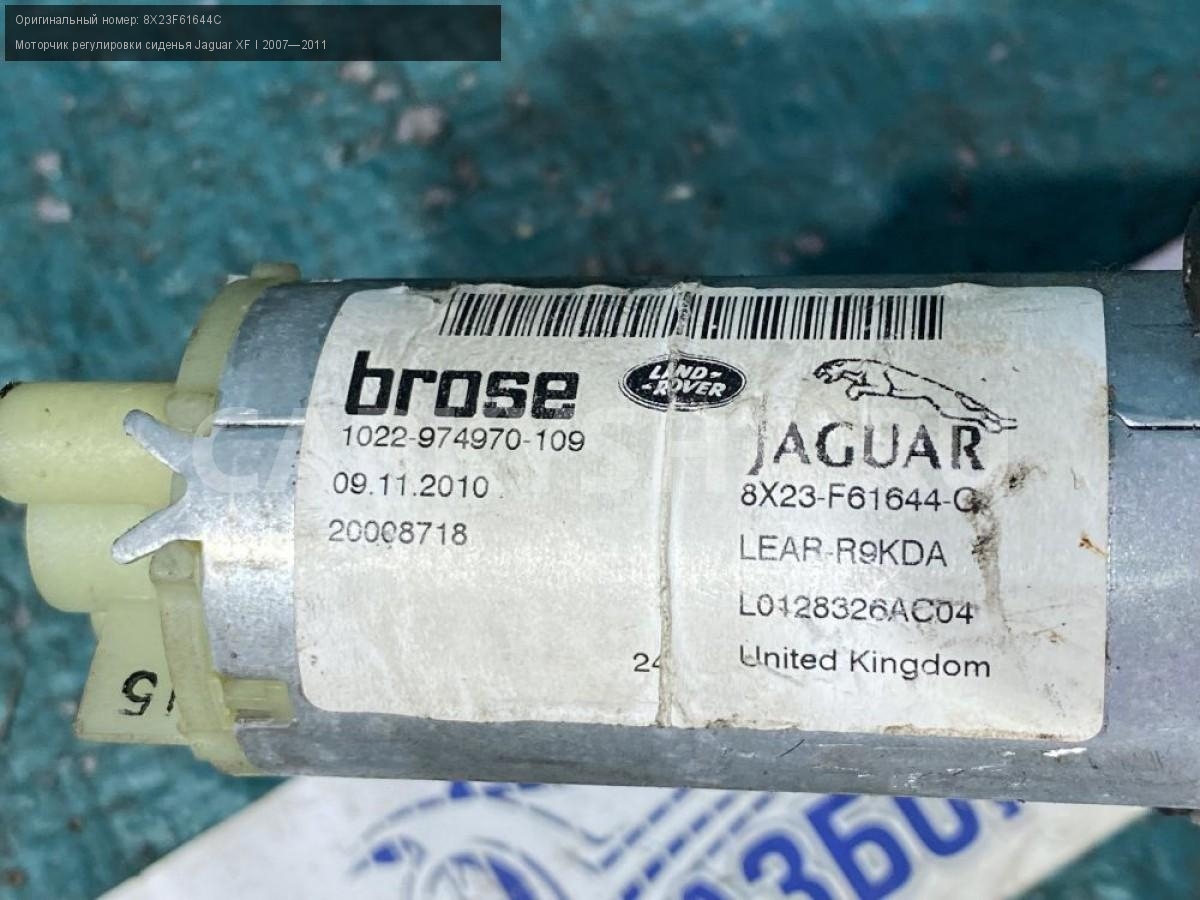 Оригинальный номер: 8X23F61644C
Моторчик регулировки сиденья Jaguar XF I 2007—2011
brose
LAND-
-ROVER
JAGUAR
1022-974970-109
8X23-F61644-C
09.11.2010
LEAR-R9KDA
20008718
L0128326AC04
24
United Kingdom
15